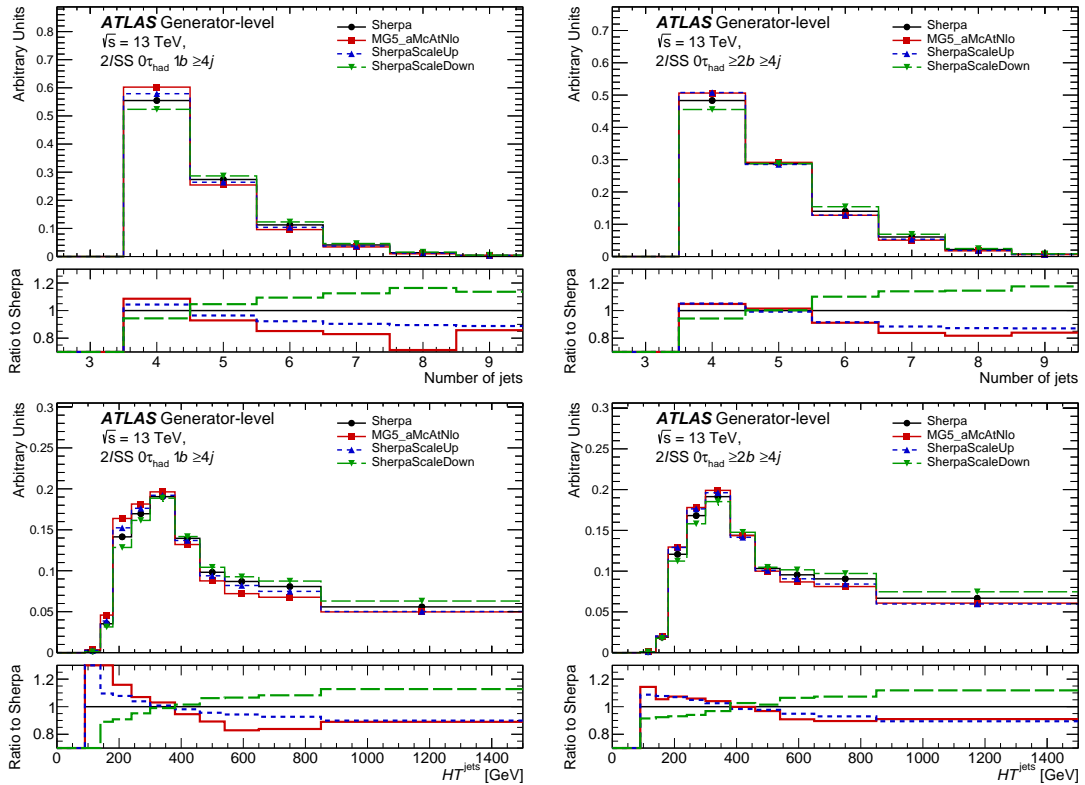 Arbitrary Units
0.8
0.7
0.6
0.5
0.4
0.3
0.2
0.1
0
ATLAS Generator-level
√s = 13 TeV,
2lSS 0τhad 1b ≥4j
Sherpa
MG5_aMcAtNlo
SherpaScaleUp
SherpaScaleDown
Ratio to Sherpa
1.2
1
0.8
3 4 5 6 7 8 9
Number of jets
Arbitrary Units
0.7
0.6
0.5
0.4
0.3
0.2
0.1
0
ATLAS Generator-level
√s = 13 TeV,
2lSS 0τhad ≥2b ≥4j
Sherpa
MG5_aMcAtNlo
SherpaScaleUp
SherpaScaleDown
Ratio to Sherpa
1.2
1
0.8
3 4 5 6 7 8 9
Number of jets
Arbitrary Units
0.3
0.25
0.2
0.15
0.1
0.05
0
ATLAS Generator-level
√s = 13 TeV,
2lSS 0τhad 1b ≥4j
Sherpa
MG5_aMcAtNlo
SherpaScaleUp
SherpaScaleDown
Ratio to Sherpa
1.2
1
0.8
0 200 400 600 800 1000 1200 1400
HT^jets [GeV]
Arbitrary Units
0.3
0.25
0.2
0.15
0.1
0.05
0
ATLAS Generator-level
√s = 13 TeV,
2lSS 0τhad ≥2b ≥4j
Sherpa
MG5_aMcAtNlo
SherpaScaleUp
SherpaScaleDown
Ratio to Sherpa
1.2
1
0.8
0 200 400 600 800 1000 1200 1400
HT^jets [GeV]